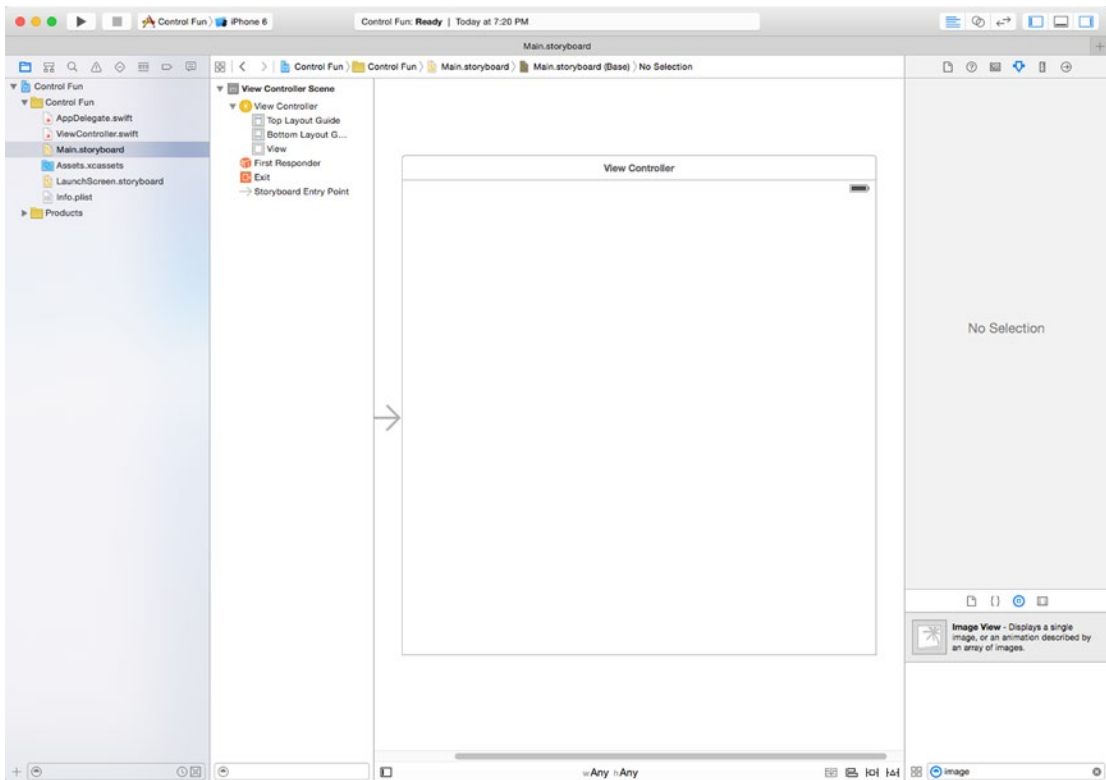 Control Fun
iPhone 6
Control Fun: Ready | Today at 7:20 PM
Main.storyboard
Control Fun
Control Fun
Main.storyboard
Main.storyboard (Base)
No Selection
Control Fun
Control Fun
AppDelegate.swift
ViewController.swift
Main.storyboard
Assets.xcassets
LaunchScreen.storyboard
Info.plist
Products
View Controller Scene
View Controller
Top Layout Guide
Bottom Layout G...
View
First Responder
Exit
Storyboard Entry Point
View Controller
No Selection
Image View - Displays a single
image, or an animation described by
an array of images.
wAny hAny
image